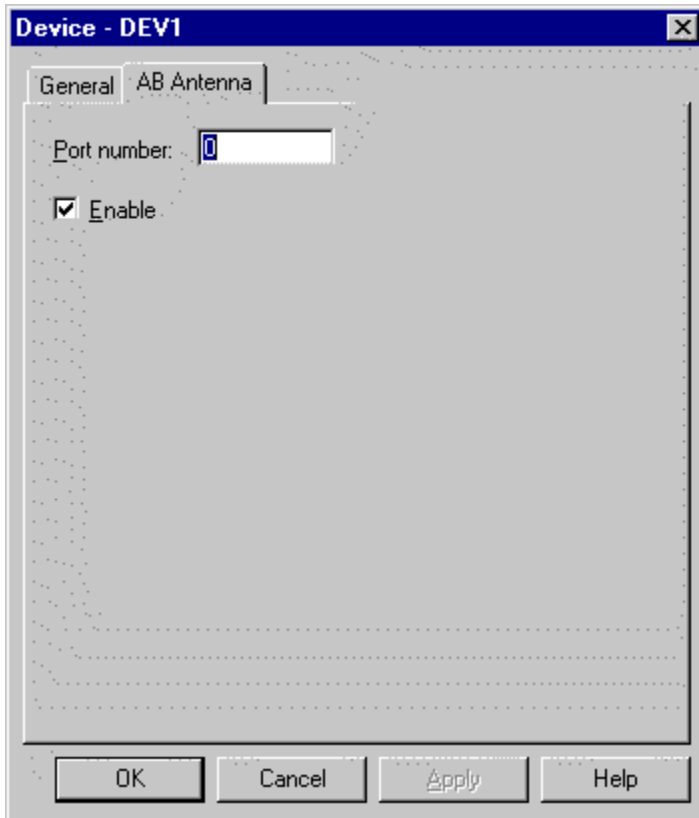 Device - DEV1
General AB Antenna
Port number: 0
Enable
OK Cancel Apply Help